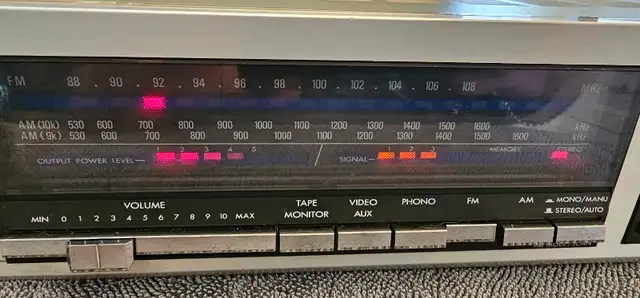 FM 88 . 90 . 92 . 94 . 96 . 98 . 100 . 102 . 104 . 106 . 108 MHz
AM (10k) 530 600 700 800 900 1000 1100 1200 1300 1400 1500 1600 kHz
AM (9k) 530 600 700 800 900 1000 1100 1200 1300 1400 1500 1600 kHz
1 2 3 4 5 1 2 3 MEMORY STEREO
OUTPUT POWER LEVEL / SIGNAL
VOLUME TAPE MONITOR VIDEO AUX PHONO FM AM MONO/MANU
MIN 0 1 2 3 4 5 6 7 8 9 10 MAX STEREO/AUTO